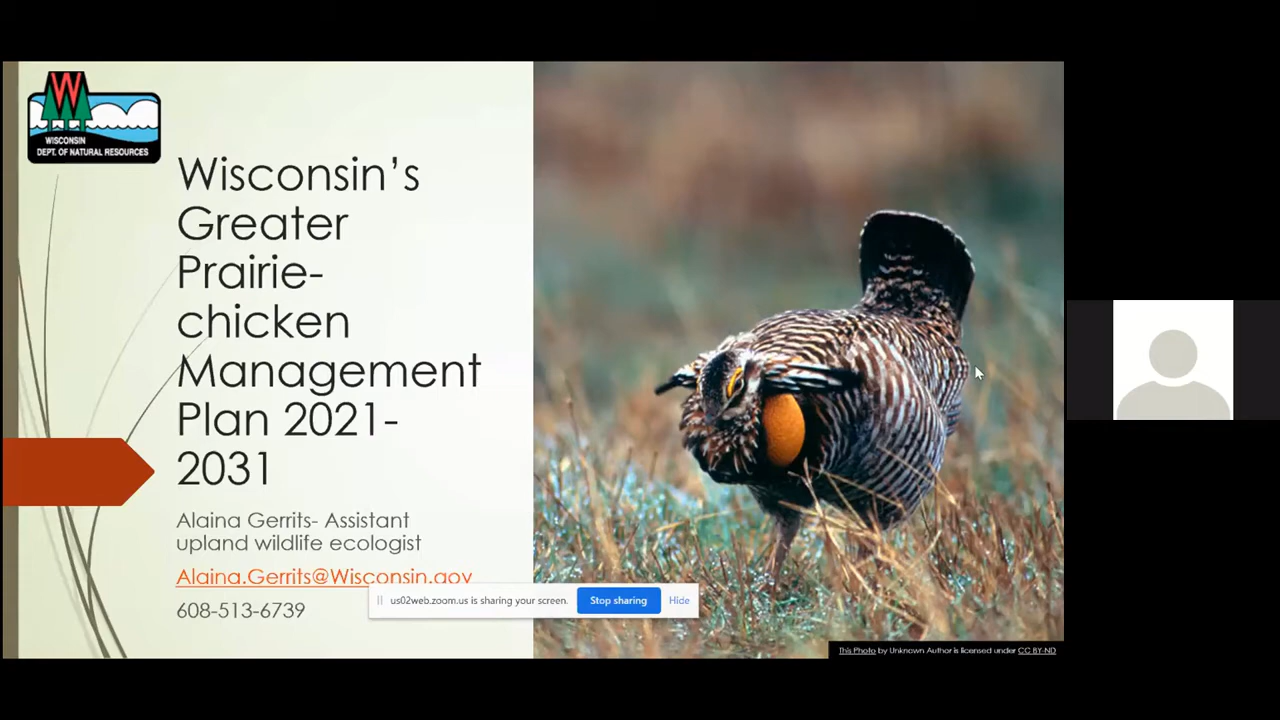 W
WISCONSIN
DEPT. OF NATURAL RESOURCES
Wisconsin's
Greater
Prairie-
chicken
Management
Plan 2021-
2031
Alaina Gerrits- Assistant
upland wildlife ecologist
Alaina.Gerrits@Wisconsin.gov
608-513-6739
us02web.zoom.us is sharing your screen.
Stop sharing
Hide
This Photo by Unknown Author is licensed under CC BY-ND